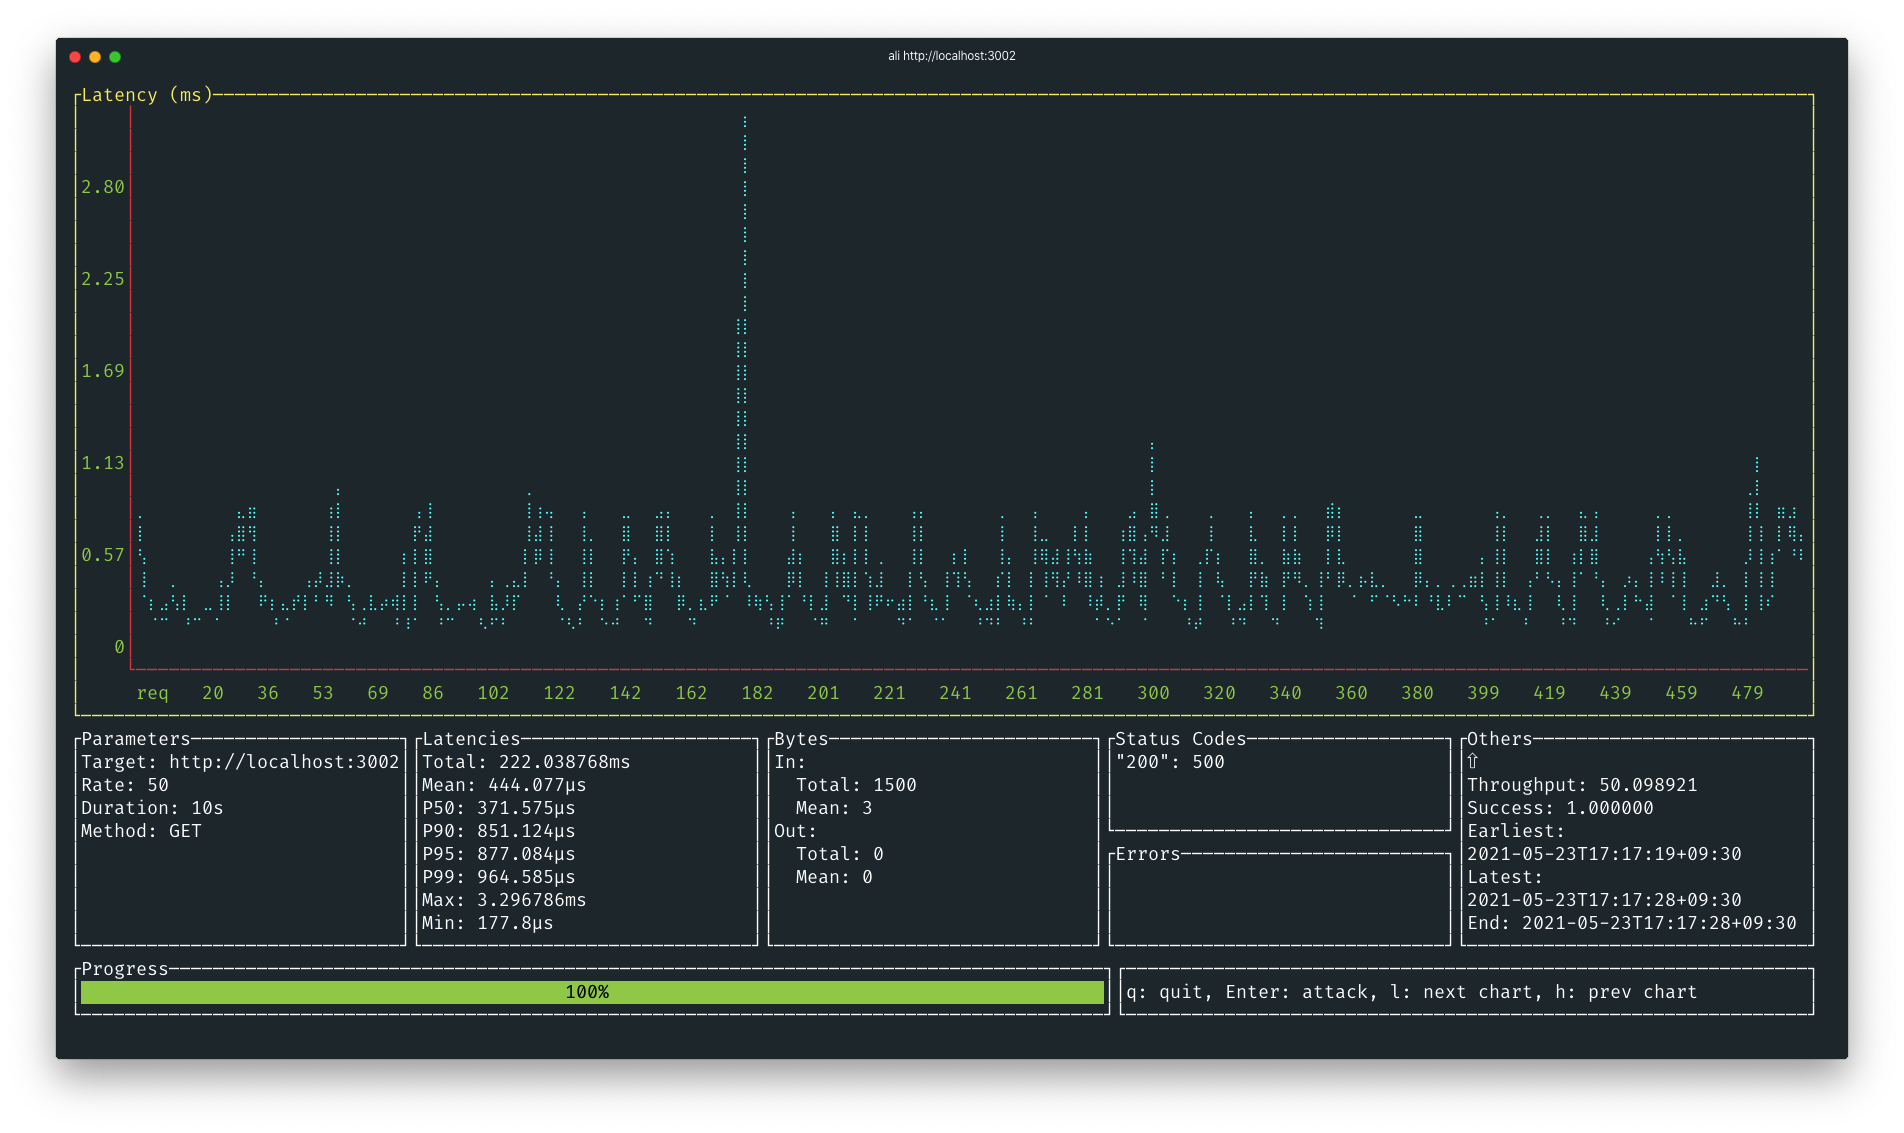 ali http://localhost:3002
Latency (ms)
2.80
2.25
1.69
1.13
0.57
0
req 20 36 53 69 86 102 122 142 162 182 201 221 241 261 281 300 320 340 360 380 399 419 439 459 479
Parameters
Target: http://localhost:3002
Rate: 50
Duration: 10s
Method: GET
Latencies
Total: 222.038768ms
Mean: 444.077µs
P50: 371.575µs
P90: 851.124µs
P95: 877.084µs
P99: 964.585µs
Max: 3.296786ms
Min: 177.8µs
Bytes
In:
Total: 1500
Mean: 3
Out:
Total: 0
Mean: 0
Status Codes
"200": 500
Errors
Others
⇧
Throughput: 50.098921
Success: 1.000000
Earliest:
2021-05-23T17:17:19+09:30
Latest:
2021-05-23T17:17:28+09:30
End: 2021-05-23T17:17:28+09:30
Progress
100%
q: quit, Enter: attack, l: next chart, h: prev chart